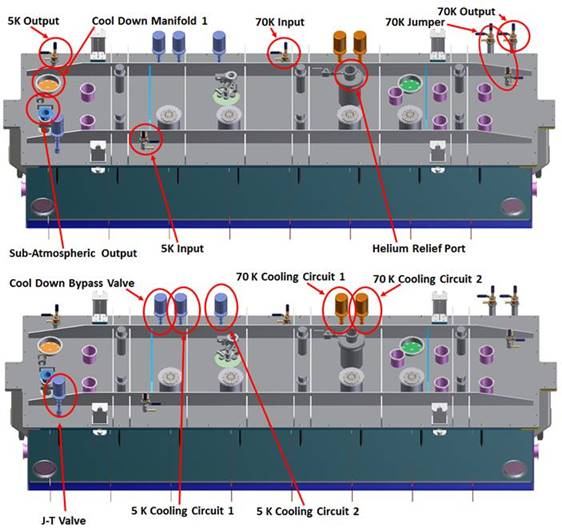 5K Output
Cool Down Manifold 1
70K Input
70K Jumper
70K Output
Sub-Atmospheric Output
5K Input
Helium Relief Port
Cool Down Bypass Valve
70 K Cooling Circuit 1
70 K Cooling Circuit 2
J-T Valve
5 K Cooling Circuit 1
5 K Cooling Circuit 2